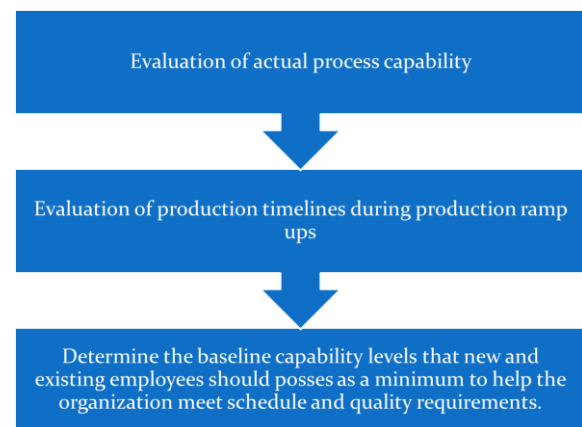 Evaluation of actual process capability
Evaluation of production timelines during production ramp
ups
Determine the baseline capability levels that new and
existing employees should posses as a minimum to help the
organization meet schedule and quality requirements.